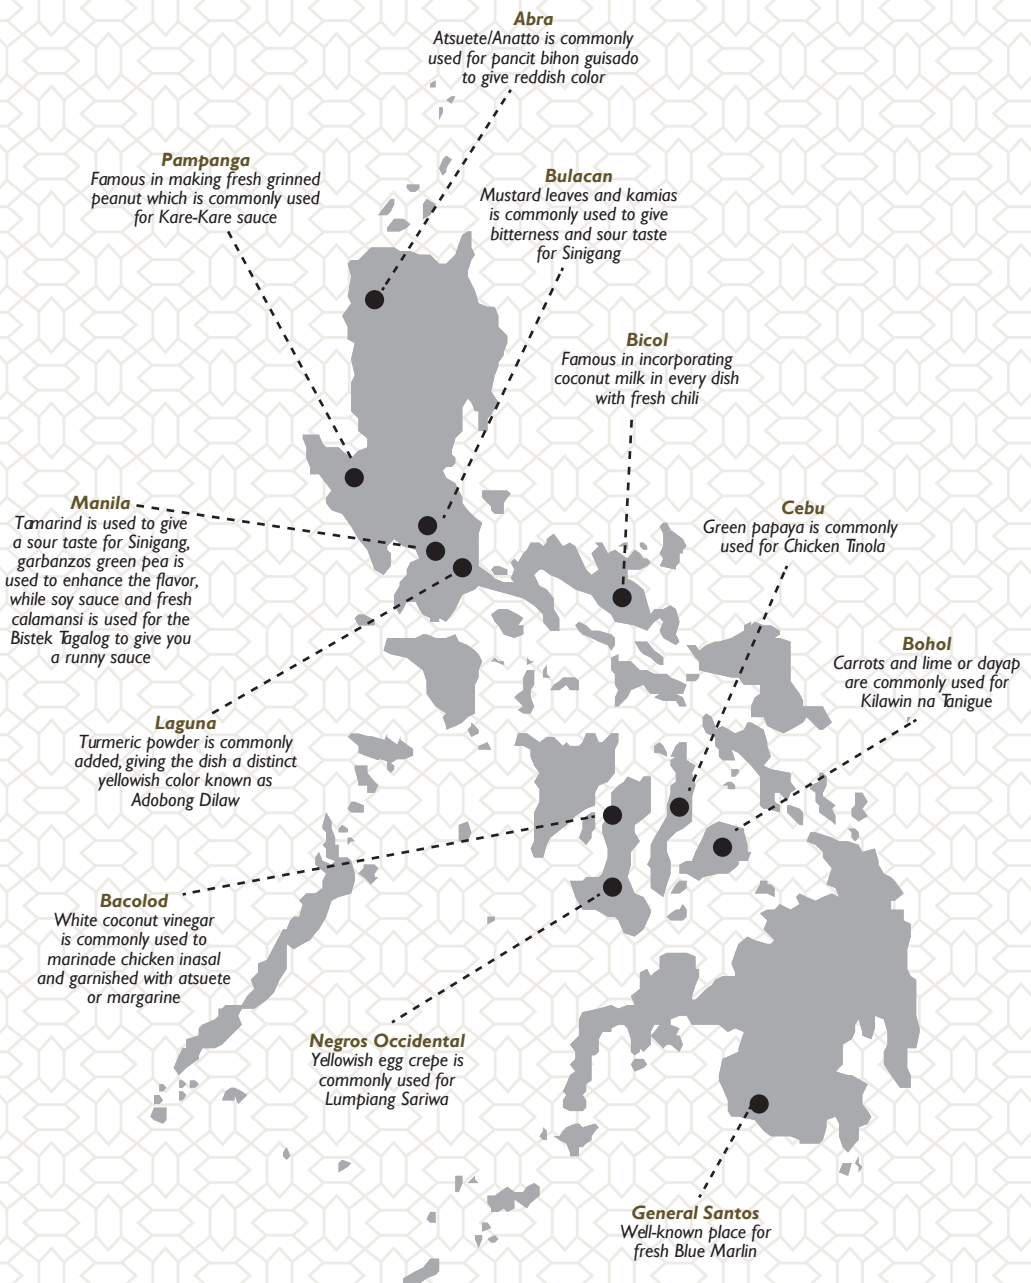 Abra
Atsuete/Anatto is commonly
used for pancit bihon guisado
to give reddish color
Pampanga
Famous in making fresh grinned
peanut which is commonly used
for Kare-Kare sauce
Bulacan
Mustard leaves and kamias
is commonly used to give
bitterness and sour taste
for Sinigang
Bicol
Famous in incorporating
coconut milk in every dish
with fresh chili
Manila
Tamarind is used to give
a sour taste for Sinigang,
garbanzos green pea is
used to enhance the flavor,
while soy sauce and fresh
calamansi is used for the
Bistek Tagalog to give you
a runny sauce
Cebu
Green papaya is commonly
used for Chicken Tinola
Bohol
Carrots and lime or dayap
are commonly used for
Kilawin na Tanigue
Laguna
Turmeric powder is commonly
added, giving the dish a distinct
yellowish color known as
Adobong Dilaw
Bacolod
White coconut vinegar
is commonly used to
marinade chicken inasal
and garnished with atsuete
or margarine
Negros Occidental
Yellowish egg crepe is
commonly used for
Lumpiang Sariwa
General Santos
Well-known place for
fresh Blue Marlin